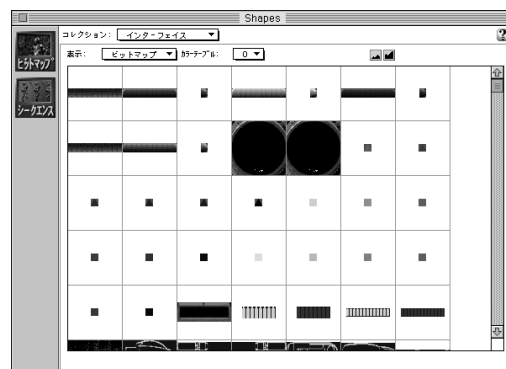 Shapes
コレクション: インターフェイス
?
表示: ビットマップ カラーテーブル: 0
ビットマップ
シークエンス